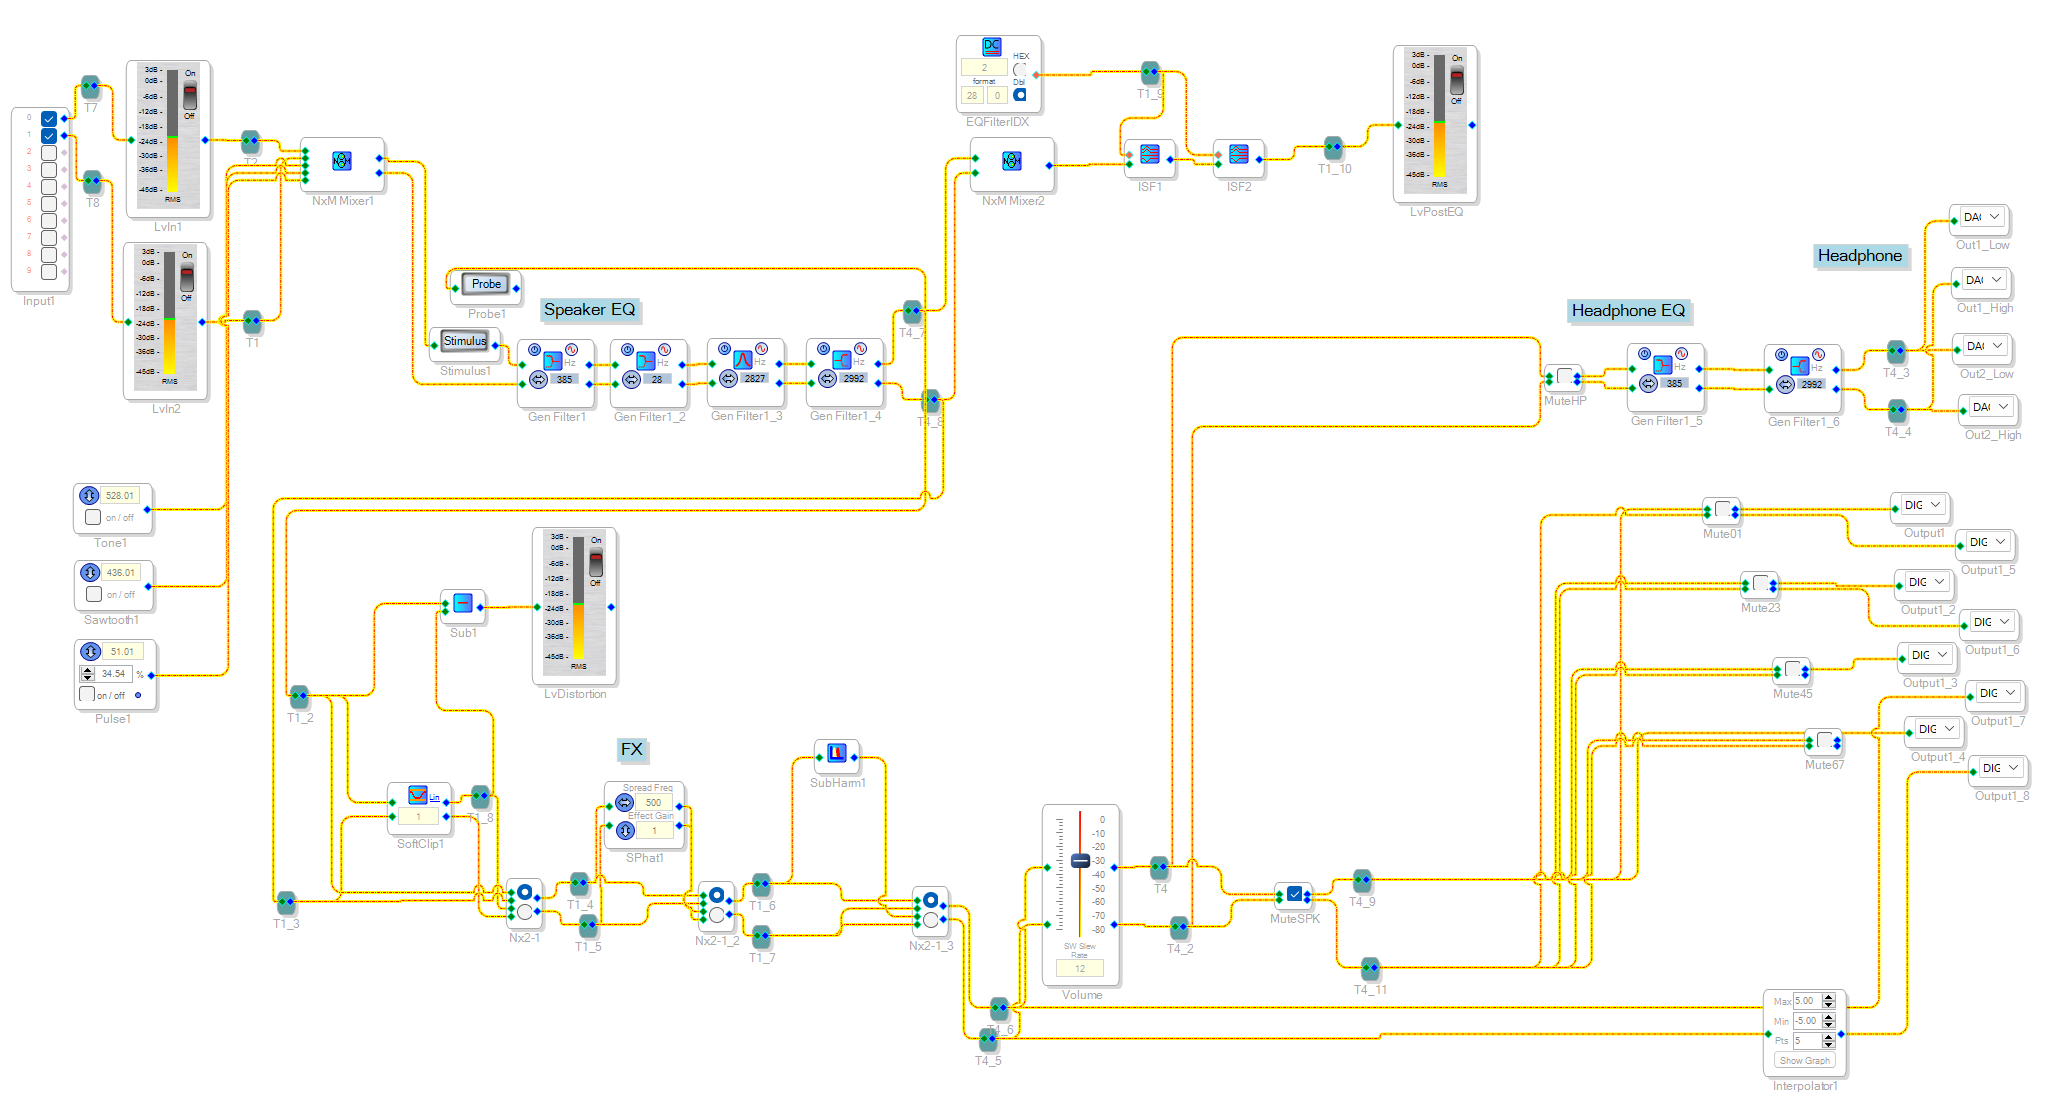 0
1
2
3
4
5
6
7
8
9
Input1
T7
T8
3dB -
0dB -
-6dB -
-12dB -
-18dB -
-24dB -
-30dB -
-36dB -
-45dB -
RMS
On
Off
LvIn1
3dB -
0dB -
-6dB -
-12dB -
-18dB -
-24dB -
-30dB -
-36dB -
-45dB -
RMS
On
Off
LvIn2
T2
T1
NxM
NxM Mixer1
Probe
Probe1
Stimulus
Stimulus1
Speaker EQ
Hz
385
Gen Filter1
Hz
28
Gen Filter1_2
Hz
2827
Gen Filter1_3
Hz
2992
Gen Filter1_4
T4_7
T4_8
DC
2
format
28
0
HEX
Dbl
EQFilterIDX
T1_9
NxM
NxM Mixer2
ISF1
ISF2
T1_10
3dB -
0dB -
-6dB -
-12dB -
-18dB -
-24dB -
-30dB -
-36dB -
-45dB -
RMS
On
Off
LvPostEQ
Headphone
Headphone EQ
MuteHP
Hz
385
Gen Filter1_5
Hz
2992
Gen Filter1_6
T4_3
T4_4
Out1_Low
Out1_High
Out2_Low
Out2_High
528.01
on / off
Tone1
436.01
on / off
Sawtooth1
51.01
34.54
%
on / off
Pulse1
Sub1
3dB -
0dB -
-6dB -
-12dB -
-18dB -
-24dB -
-30dB -
-36dB -
-45dB -
RMS
On
Off
LvDistortion
T1_2
T1_3
Lin
1
SoftClip1
T1_8
FX
Spread Freq
500
Effect Gain
1
SPhat1
Nx2-1
T1_4
T1_5
Nx2-1_2
T1_6
T1_7
SubHarm1
Nx2-1_3
T4_6
T4_5
0
-10
-20
-30
-40
-50
-60
-70
-80
SW Slew
Rate
12
Volume
T4
T4_2
MuteSPK
T4_9
T4_11
Mute01
Mute23
Mute45
Mute67
DIG
Output1
DIG
Output1_5
DIG
Output1_2
DIG
Output1_6
DIG
Output1_3
DIG
Output1_7
DIG
Output1_4
DIG
Output1_8
Max 5.00
Min -5.00
Pts 5
Show Graph
Interpolator1